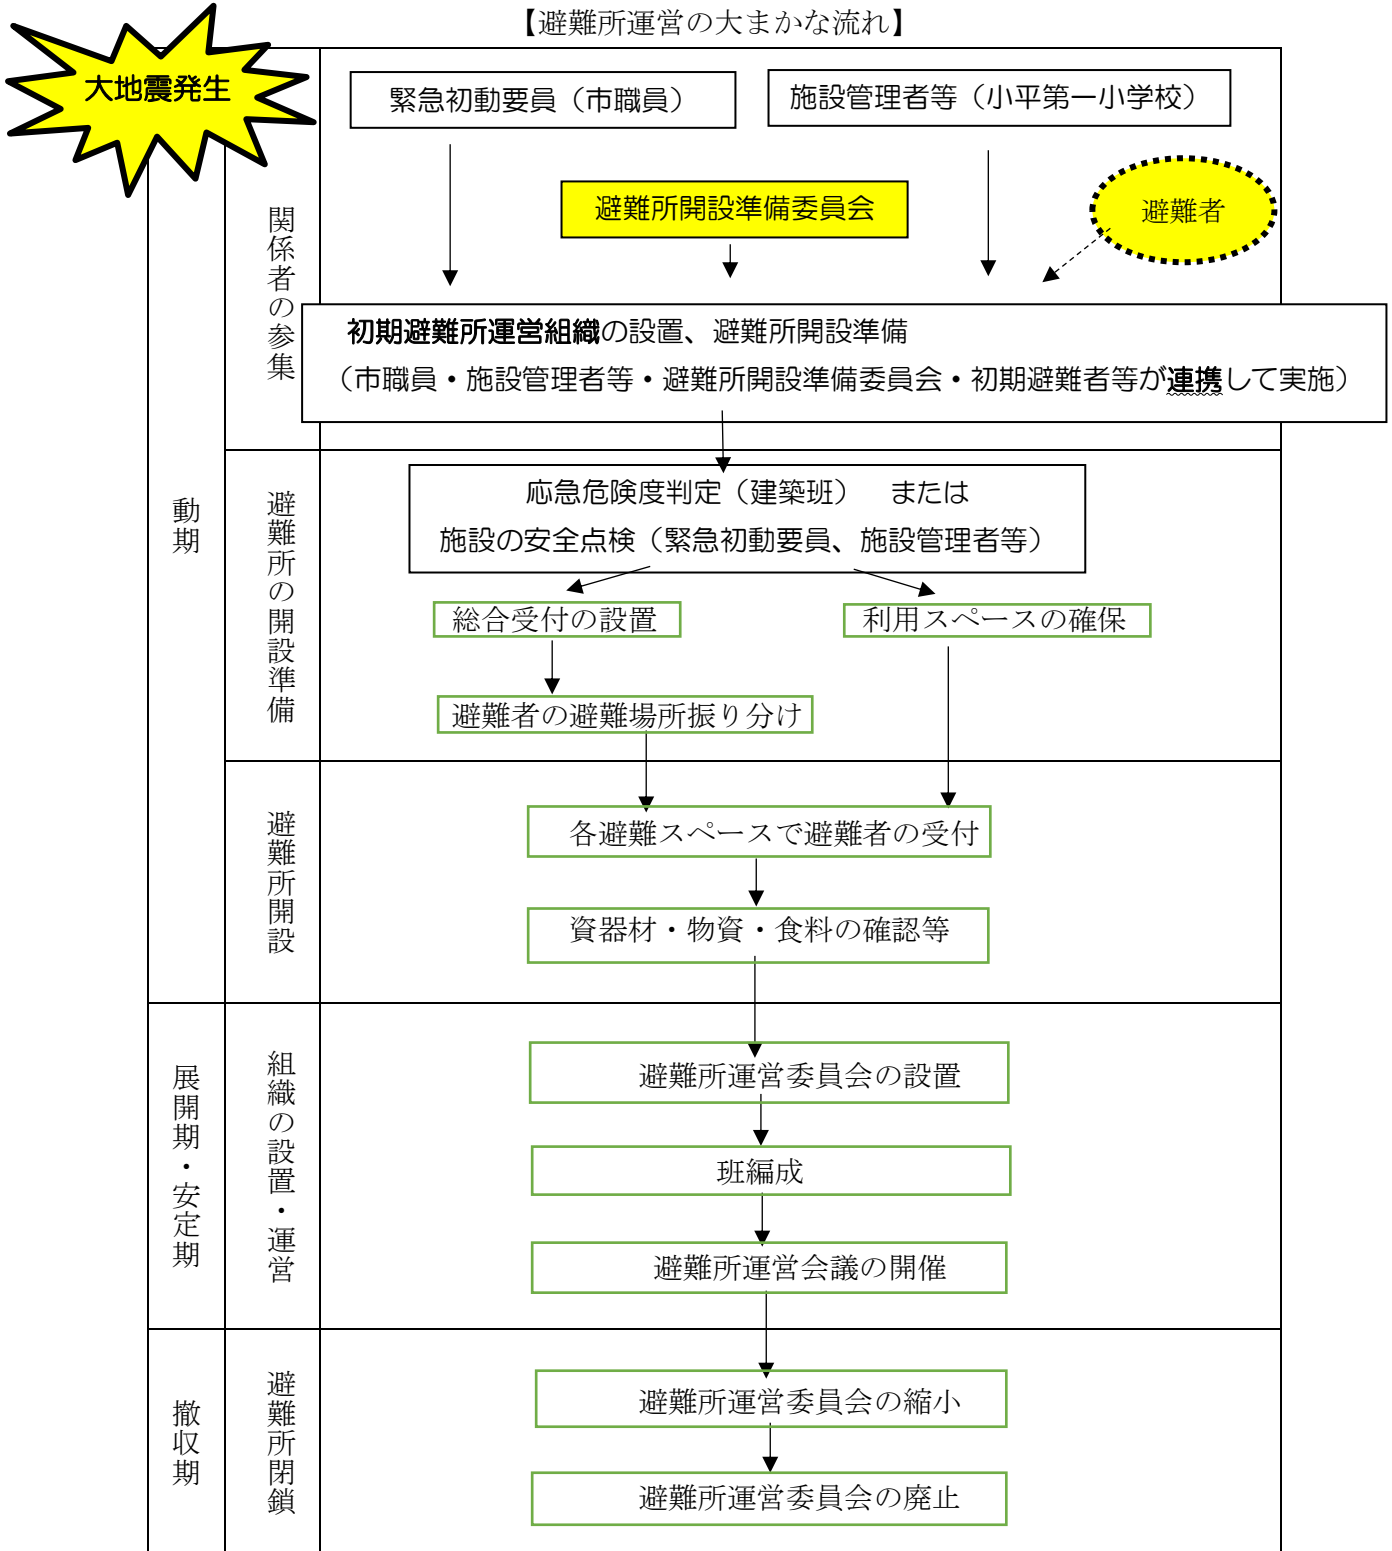 【避難所運営の大まかな流れ】
大地震発生
緊急初動要員（市職員）
施設管理者等（小平第一小学校）
避難所開設準備委員会
避難者
関係者の参集
初期避難所運営組織の設置、避難所開設準備
（市職員・施設管理者等・避難所開設準備委員会・初期避難者等が連携して実施）
動期
避難所の開設準備
応急危険度判定（建築班）　または
施設の安全点検（緊急初動要員、施設管理者等）
総合受付の設置
利用スペースの確保
避難者の避難場所振り分け
避難所開設
各避難スペースで避難者の受付
資器材・物資・食料の確認等
展開期・安定期
組織の設置・運営
避難所運営委員会の設置
班編成
避難所運営会議の開催
撤収期
避難所閉鎖
避難所運営委員会の縮小
避難所運営委員会の廃止